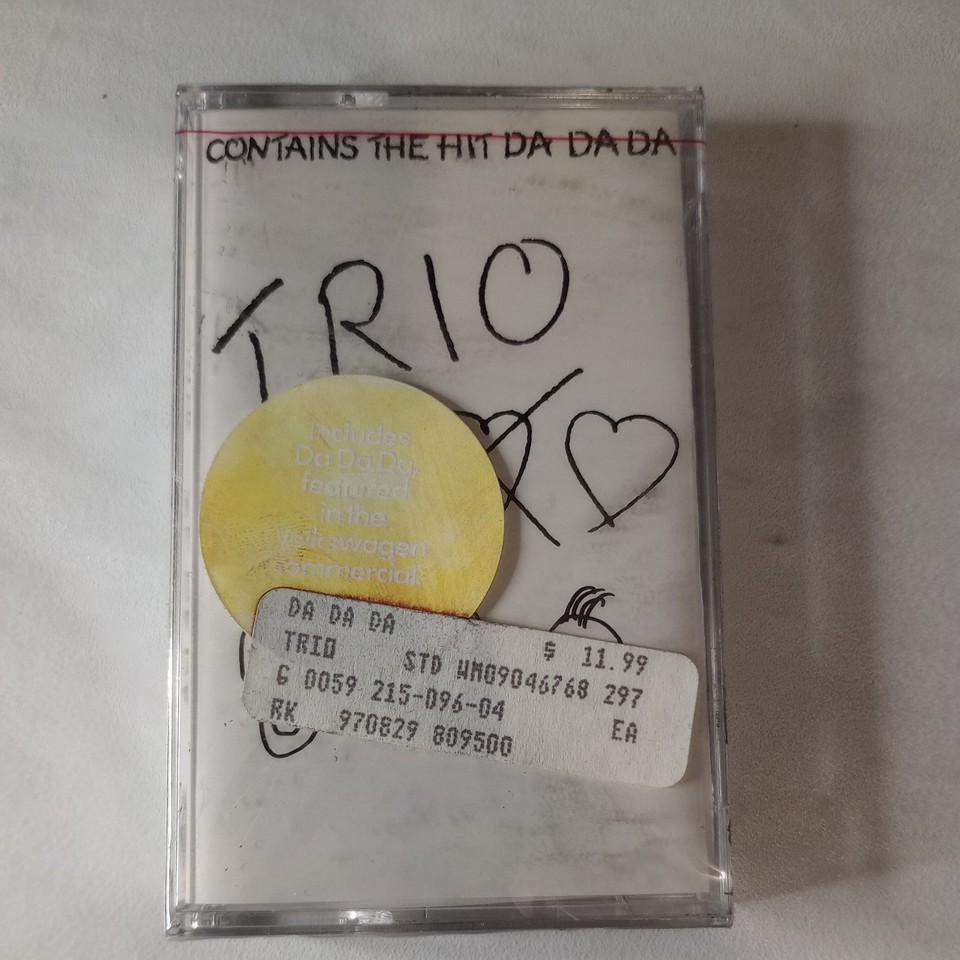 CONTAINS THE HIT DA DA DA
TRIO
Includes
Da Da Da,
featured
in the
Volkswagen
commercial.
DA DA DA $ 11.99
TRIO STD WM09046768 297
G 0059 215-096-04 EA
RK 970829 809500